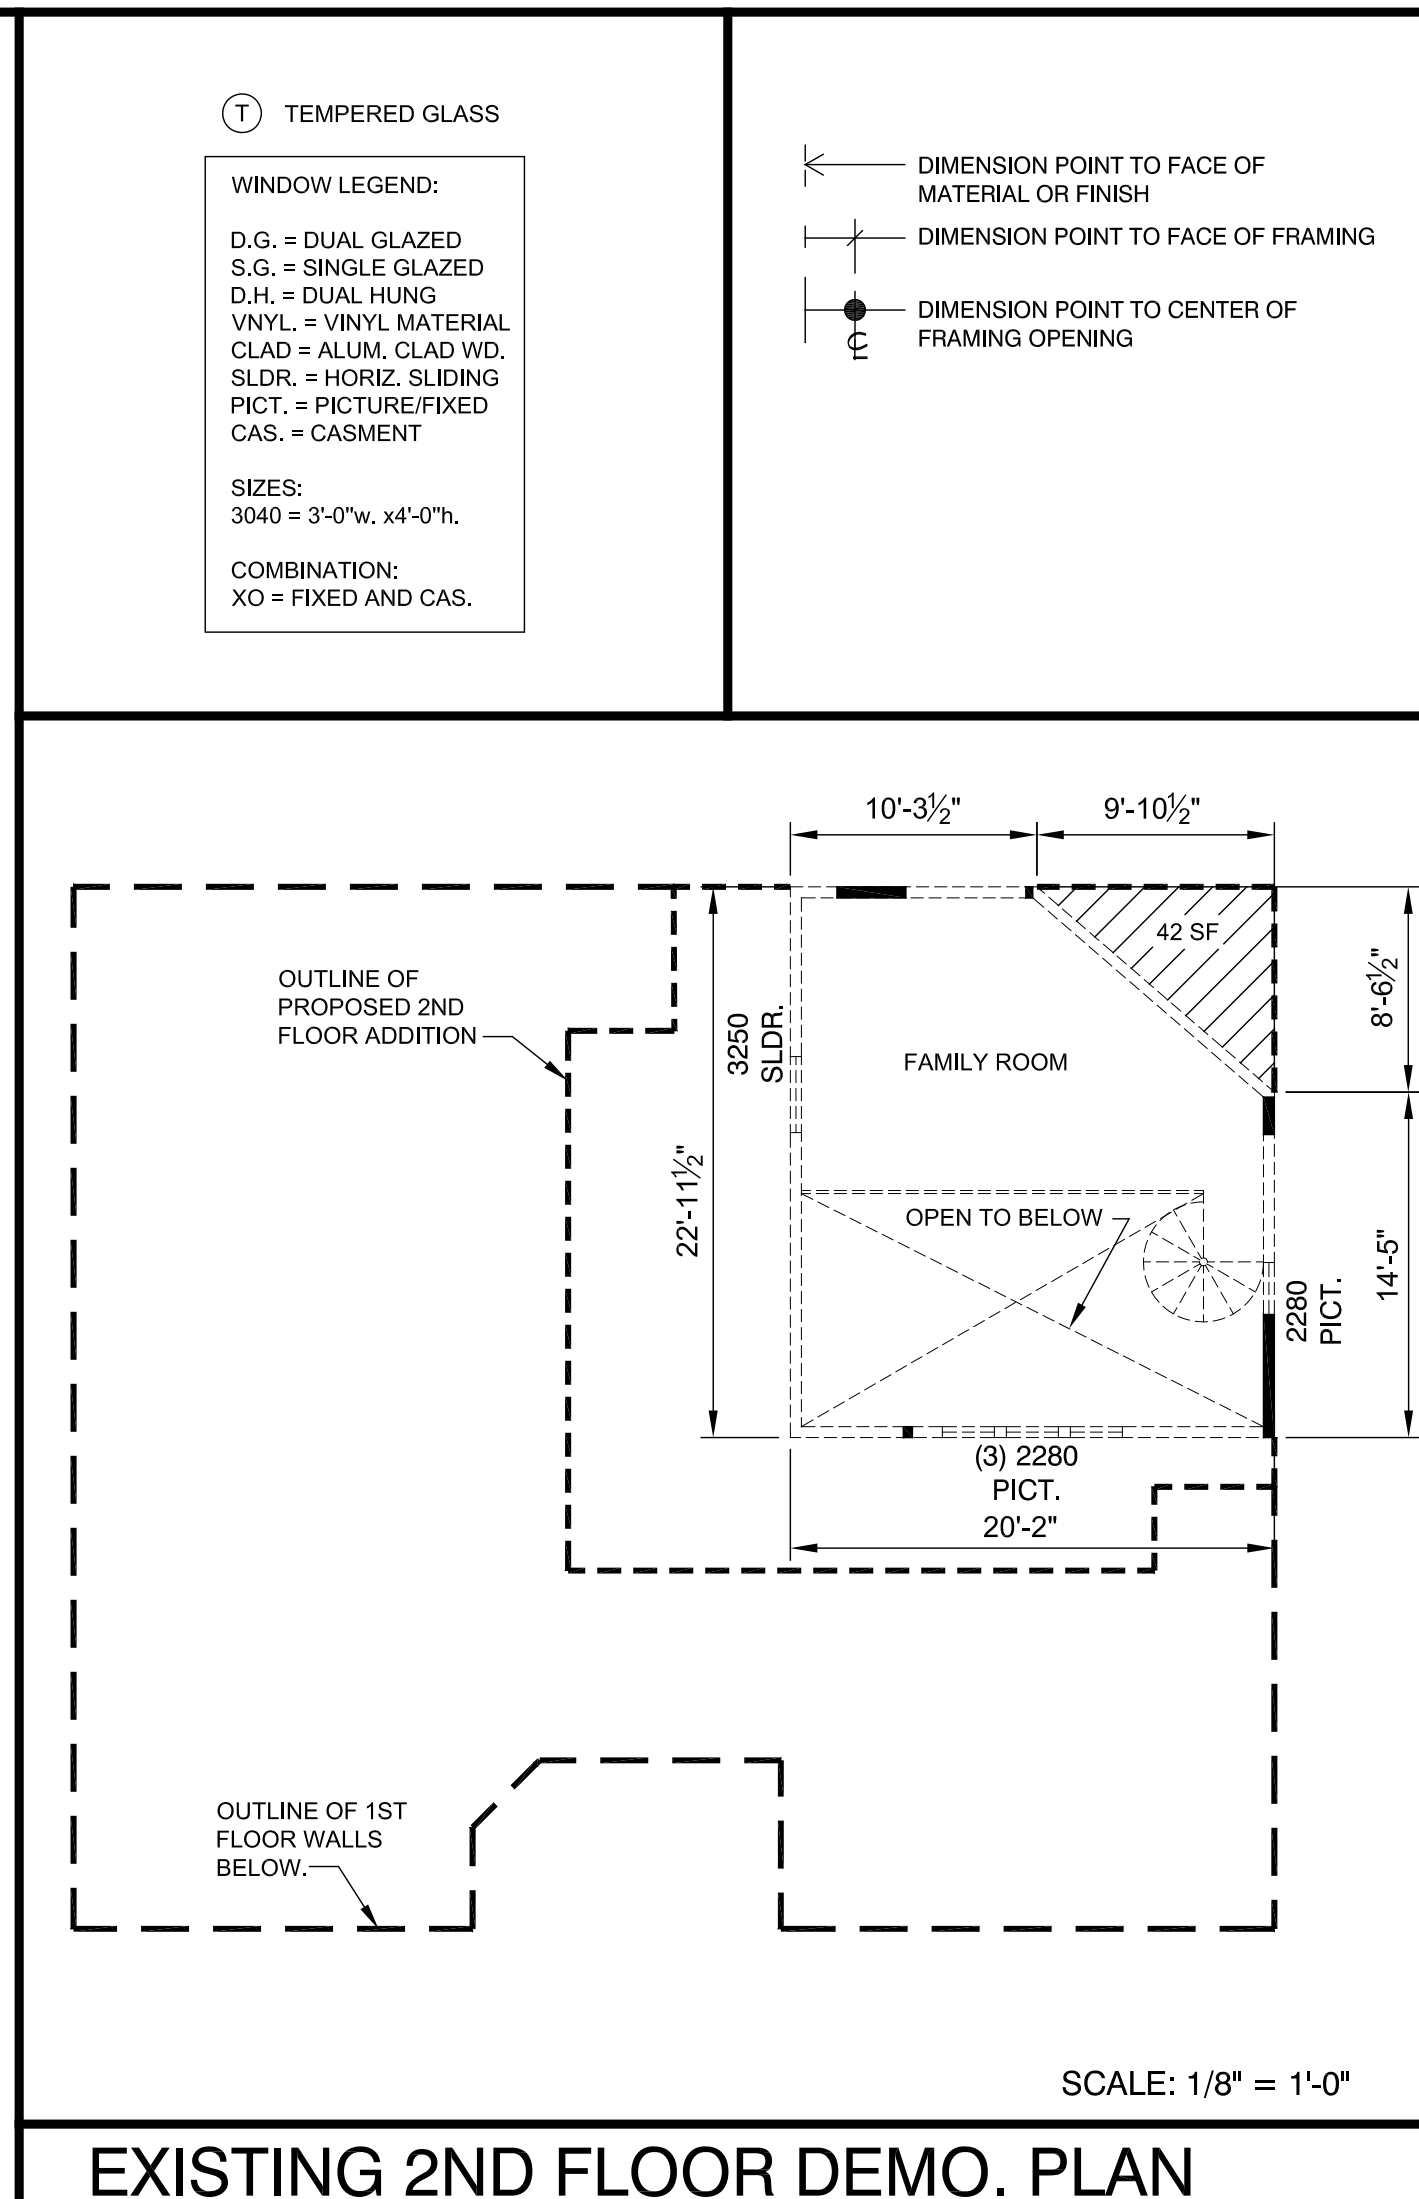 T TEMPERED GLASS
WINDOW LEGEND:
D.G. = DUAL GLAZED
S.G. = SINGLE GLAZED
D.H. = DUAL HUNG
VNYL. = VINYL MATERIAL
CLAD = ALUM. CLAD WD.
SLDR. = HORIZ. SLIDING
PICT. = PICTURE/FIXED
CAS. = CASMENT
SIZES:
3040 = 3'-0"w. x4'-0"h.
COMBINATION:
XO = FIXED AND CAS.
DIMENSION POINT TO FACE OF
MATERIAL OR FINISH
DIMENSION POINT TO FACE OF FRAMING
DIMENSION POINT TO CENTER OF
FRAMING OPENING
℄
10'-3½"
9'-10½"
42 SF
8'-6½"
OUTLINE OF
PROPOSED 2ND
FLOOR ADDITION
3250
SLDR.
FAMILY ROOM
22'-11½"
OPEN TO BELOW
14'-5"
2280
PICT.
(3) 2280
PICT.
20'-2"
OUTLINE OF 1ST
FLOOR WALLS
BELOW.
SCALE: 1/8" = 1'-0"
EXISTING 2ND FLOOR DEMO. PLAN